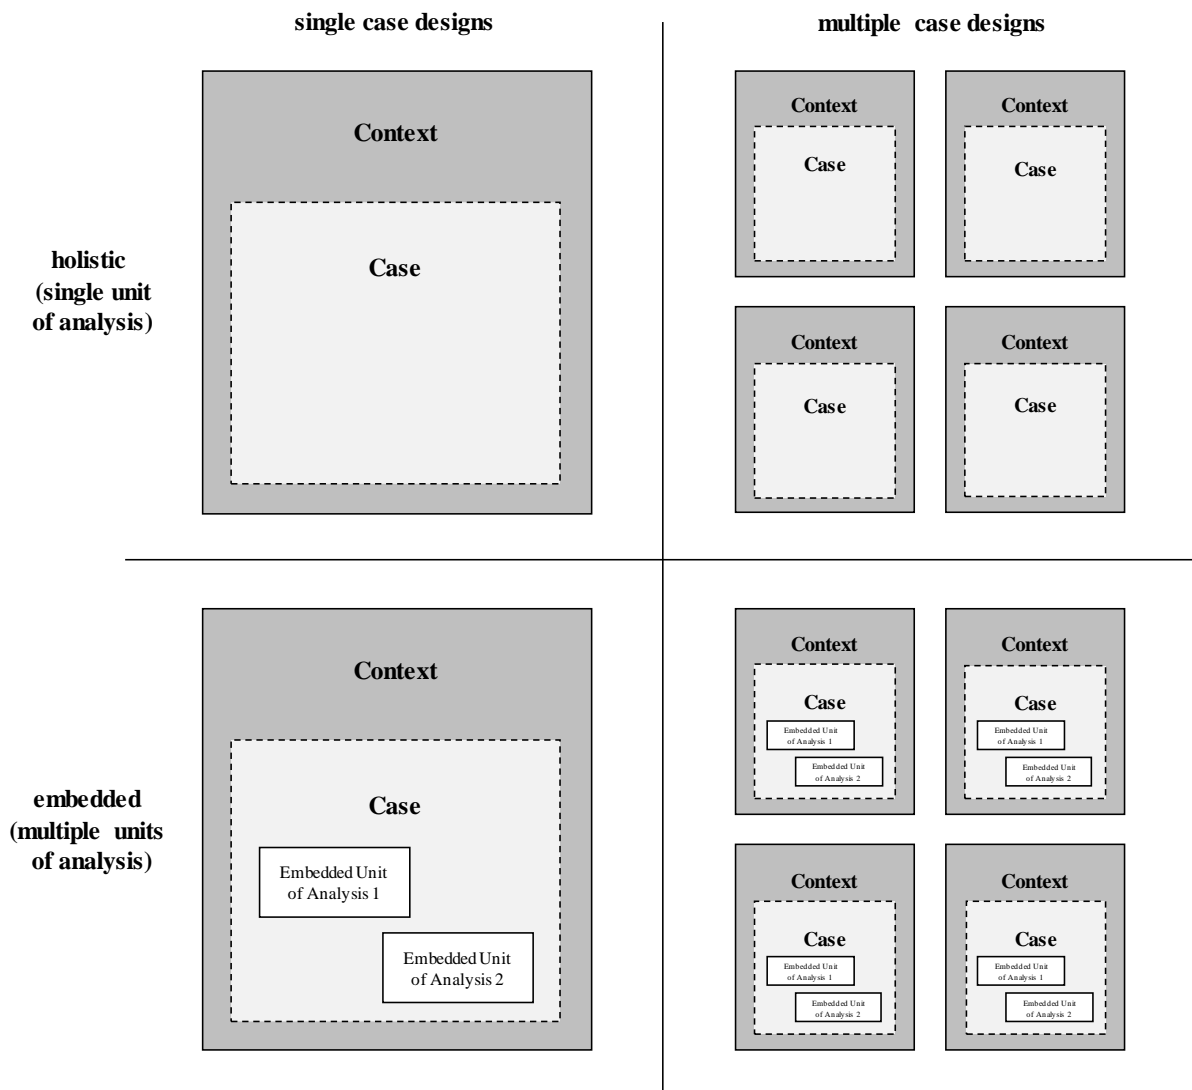 single case designs
multiple case designs
holistic
(single unit
of analysis)
Context
Case
Context
Case
Context
Case
Context
Case
Context
Case
embedded
(multiple units
of analysis)
Context
Case
Embedded Unit
of Analysis 1
Embedded Unit
of Analysis 2
Context
Case
Embedded Unit
of Analysis 1
Embedded Unit
of Analysis 2
Context
Case
Embedded Unit
of Analysis 1
Embedded Unit
of Analysis 2
Context
Case
Embedded Unit
of Analysis 1
Embedded Unit
of Analysis 2
Context
Case
Embedded Unit
of Analysis 1
Embedded Unit
of Analysis 2